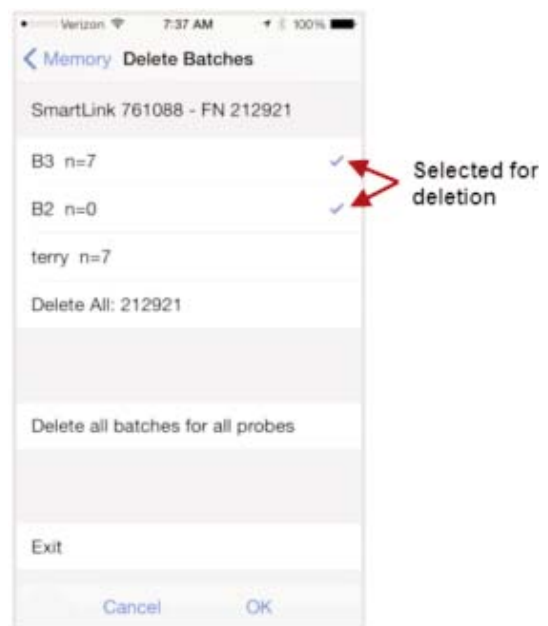 Verizon 7:37 AM 100%
Memory Delete Batches
SmartLink 761088 - FN 212921
B3 n=7
B2 n=0
terry n=7
Delete All: 212921
Delete all batches for all probes
Exit
Cancel OK
Selected for
deletion